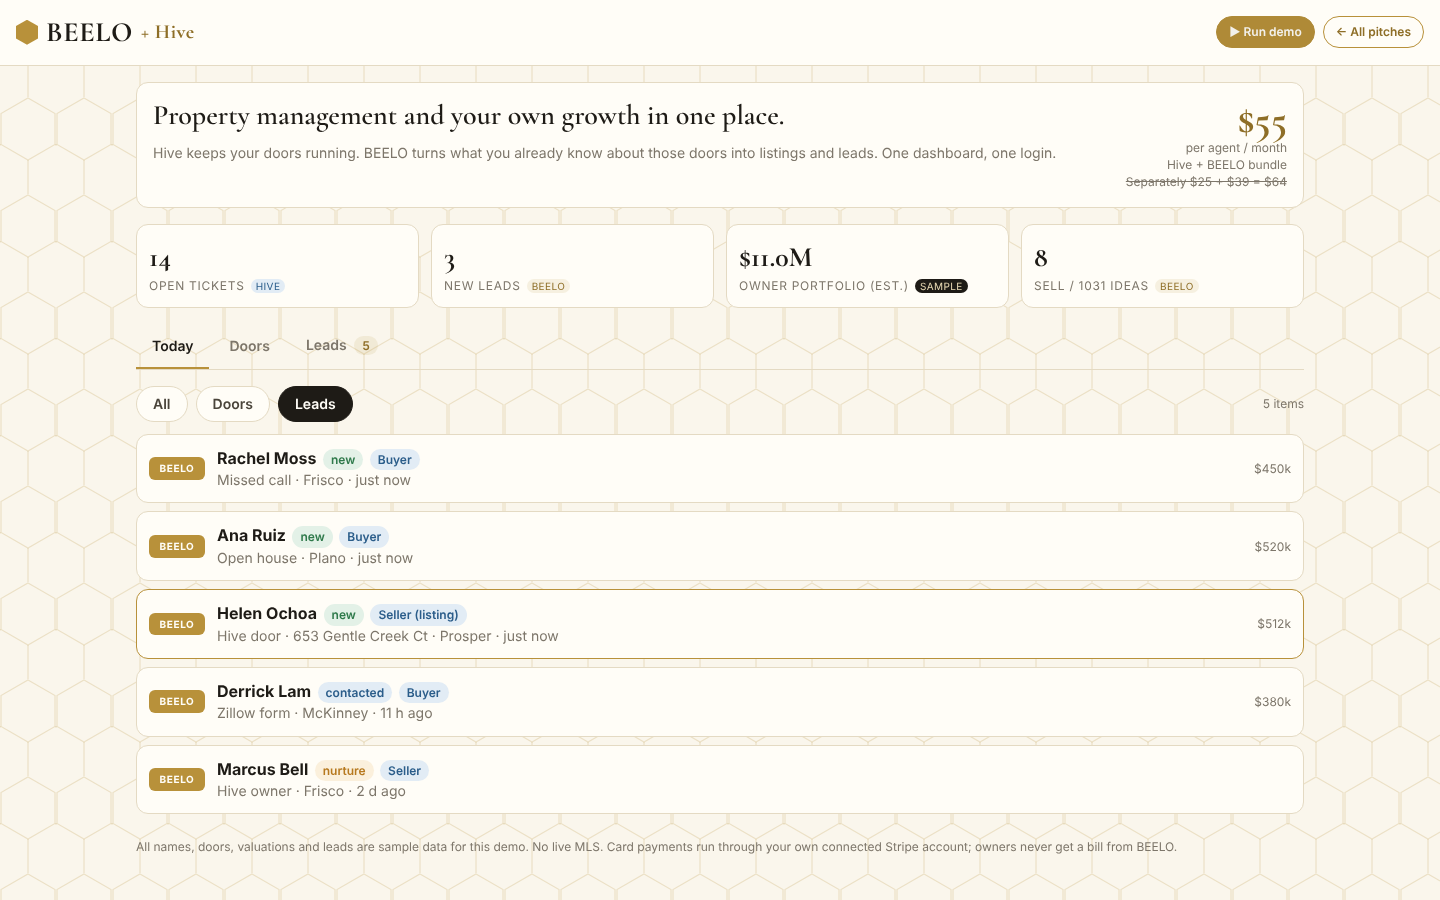 BEELO + Hive
▶ Run demo
← All pitches
Property management and your own growth in one place.
Hive keeps your doors running. BEELO turns what you already know about those doors into listings and leads. One dashboard, one login.
$55
per agent / month
Hive + BEELO bundle
Separately $25 + $39 = $64
14
OPEN TICKETS HIVE
3
NEW LEADS BEELO
$11.0M
OWNER PORTFOLIO (EST.) SAMPLE
8
SELL / 1031 IDEAS BEELO
Today Doors Leads 5
All Doors Leads
5 items
BEELO
Rachel Moss new Buyer
Missed call · Frisco · just now
$450k
BEELO
Ana Ruiz new Buyer
Open house · Plano · just now
$520k
BEELO
Helen Ochoa new Seller (listing)
Hive door · 653 Gentle Creek Ct · Prosper · just now
$512k
BEELO
Derrick Lam contacted Buyer
Zillow form · McKinney · 11 h ago
$380k
BEELO
Marcus Bell nurture Seller
Hive owner · Frisco · 2 d ago
All names, doors, valuations and leads are sample data for this demo. No live MLS. Card payments run through your own connected Stripe account; owners never get a bill from BEELO.